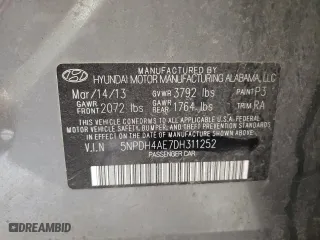 MANUFACTURED BY
HYUNDAI MOTOR MANUFACTURING ALABAMA, LLC
Mar/14/13 GVWR 3792 lbs PAINT P3
GAWR FRONT 2072 lbs GAWR REAR 1764 lbs TRIM RA
THIS VEHICLE CONFORMS TO ALL APPLICABLE U.S.A. FEDERAL
MOTOR VEHICLE SAFETY, BUMPER, AND THEFT PREVENTION
STANDARDS IN EFFECT ON THE DATE OF MANUFACTURE SHOWN ABOVE.
V.I.N 5NPDH4AE7DH311252
PASSENGER CAR